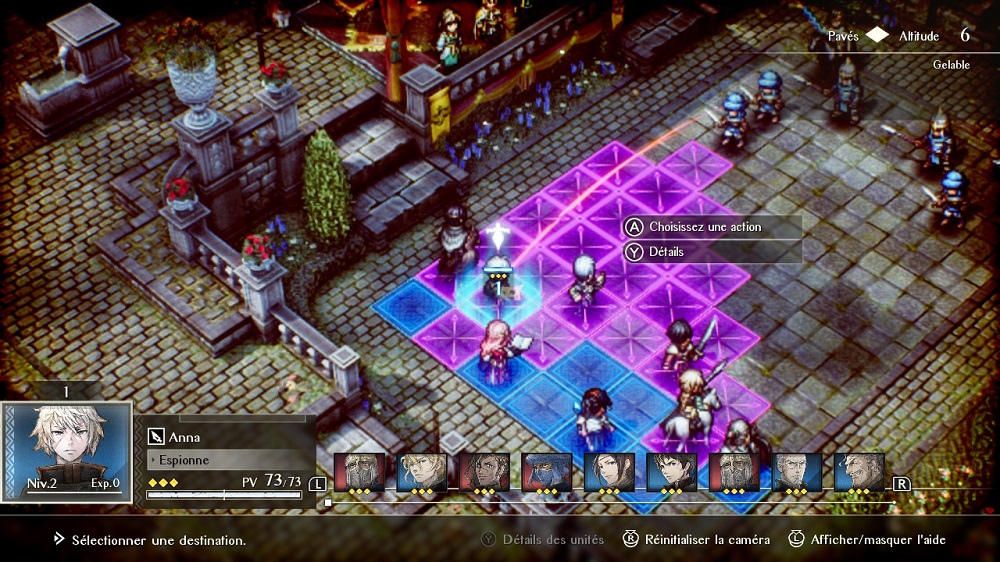 Pavés Altitude 6
Gelable
A Choisissez une action
Y Détails
1
1
Anna
Espionne
Niv.2 Exp.0
PV 73/73
L
R
Sélectionner une destination.
Y Détails des unités
R Réinitialiser la caméra
L Afficher/masquer l'aide